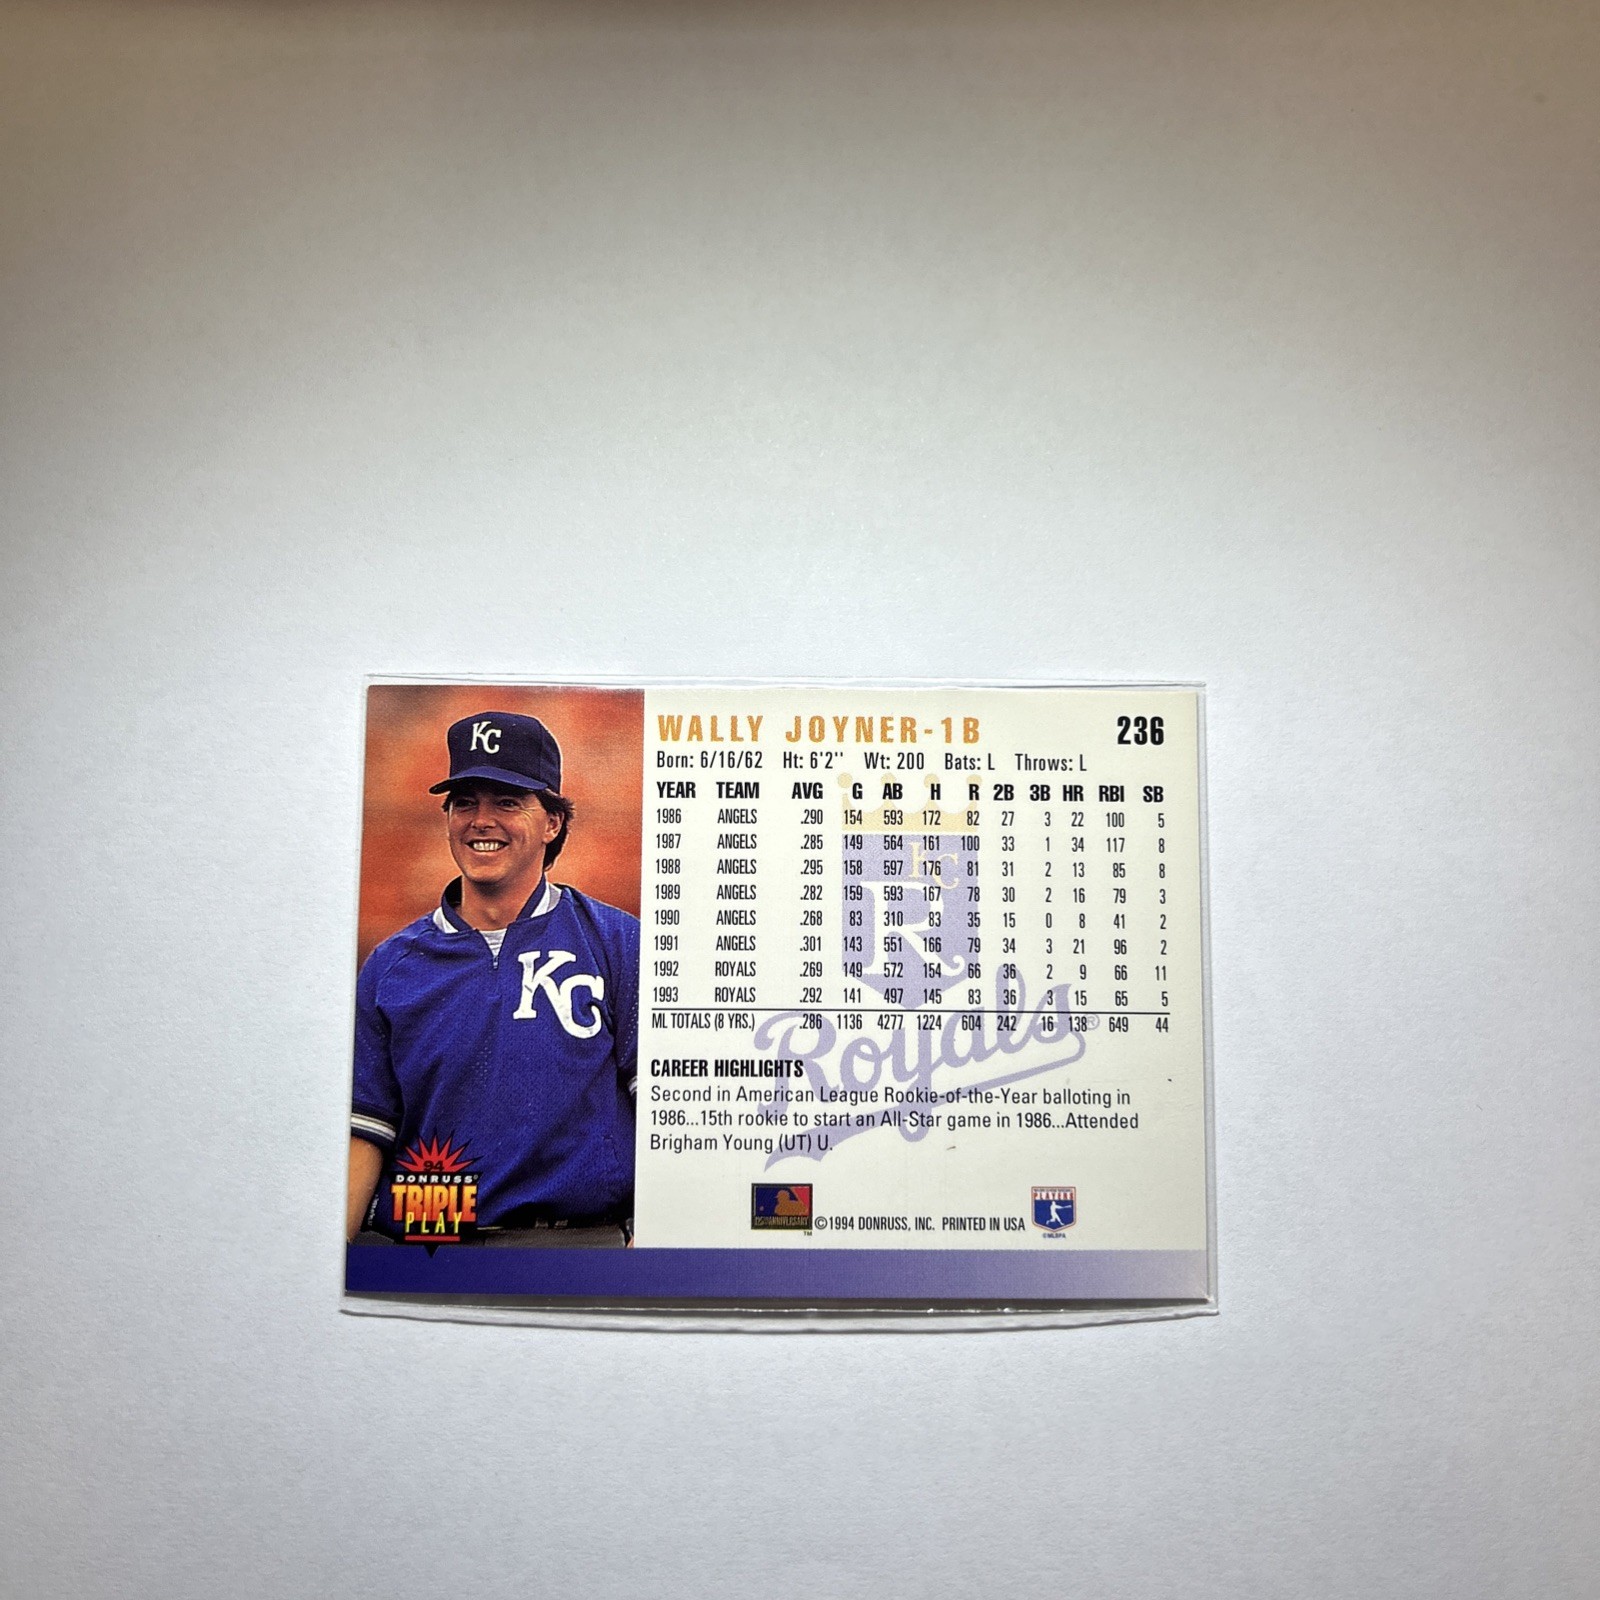 WALLY JOYNER-1B 236
Born: 6/16/62 Ht: 6'2'' Wt: 200 Bats: L Throws: L
YEAR TEAM AVG G AB H R 2B 3B HR RBI SB
1986 ANGELS .290 154 593 172 82 27 3 22 100 5
1987 ANGELS .285 149 564 161 100 33 1 34 117 8
1988 ANGELS .295 158 597 176 81 31 2 13 85 8
1989 ANGELS .282 159 593 167 78 30 2 16 79 3
1990 ANGELS .268 83 310 83 35 15 0 8 41 2
1991 ANGELS .301 143 551 166 79 34 3 21 96 2
1992 ROYALS .269 149 572 154 66 36 2 9 66 11
1993 ROYALS .292 141 497 145 83 36 3 15 65 5
ML TOTALS (8 YRS.) .286 1136 4277 1224 604 242 16 138 649 44
CAREER HIGHLIGHTS
Second in American League Rookie-of-the-Year balloting in
1986...15th rookie to start an All-Star game in 1986...Attended
Brigham Young (UT) U.
KC
R
Royals®
KC
KC
94
DONRUSS®
TRIPLE
PLAY
125TH ANNIVERSARY
™
©1994 DONRUSS, INC. PRINTED IN USA
PLAYERS
©MLBPA